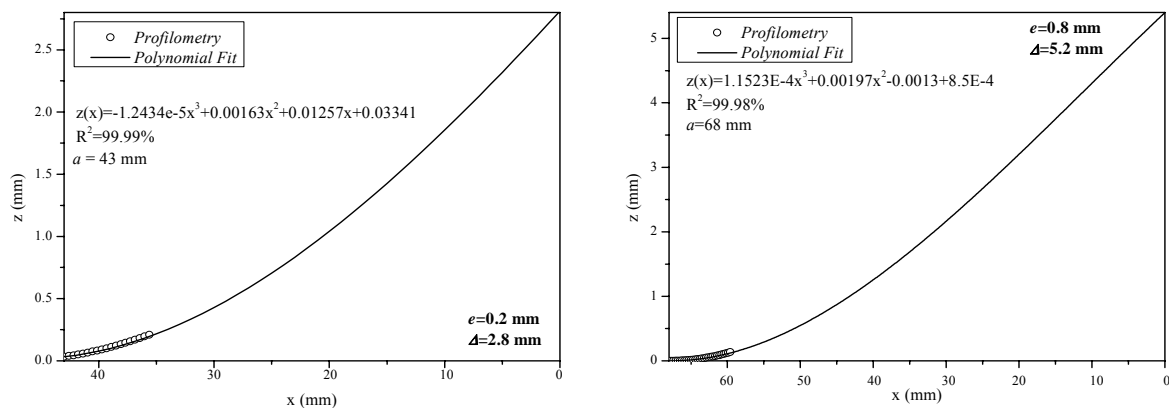 Profilometry
Polynomial Fit
z(x)=-1.2434e-5x³+0.00163x²+0.01257x+0.03341
R²=99.99%
a = 43 mm
e=0.2 mm
Δ=2.8 mm
z (mm)
2.5
2.0
1.5
1.0
0.5
0.0
40 30 20 10 0
x (mm)
Profilometry
Polynomial Fit
e=0.8 mm
Δ=5.2 mm
z(x)=1.1523E-4x³+0.00197x²-0.0013+8.5E-4
R²=99.98%
a=68 mm
z (mm)
5
4
3
2
1
0
60 50 40 30 20 10 0
x (mm)